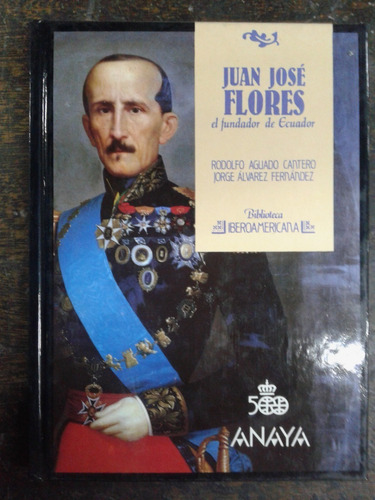 JUAN JOSÉ
FLORES
el fundador de Ecuador
RODOLFO AGUADO CANTERO
JORGE ÁLVAREZ FERNÁNDEZ
Biblioteca
IBEROAMERICANA
500
ANAYA